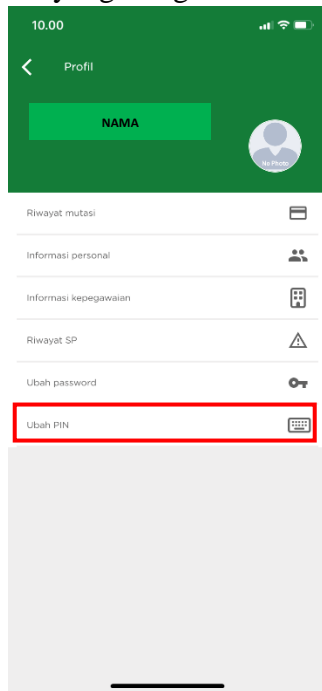 10.00
Profil
NAMA
No Photo
Riwayat mutasi
Informasi personal
Informasi kepegawaian
Riwayat SP
Ubah password
Ubah PIN